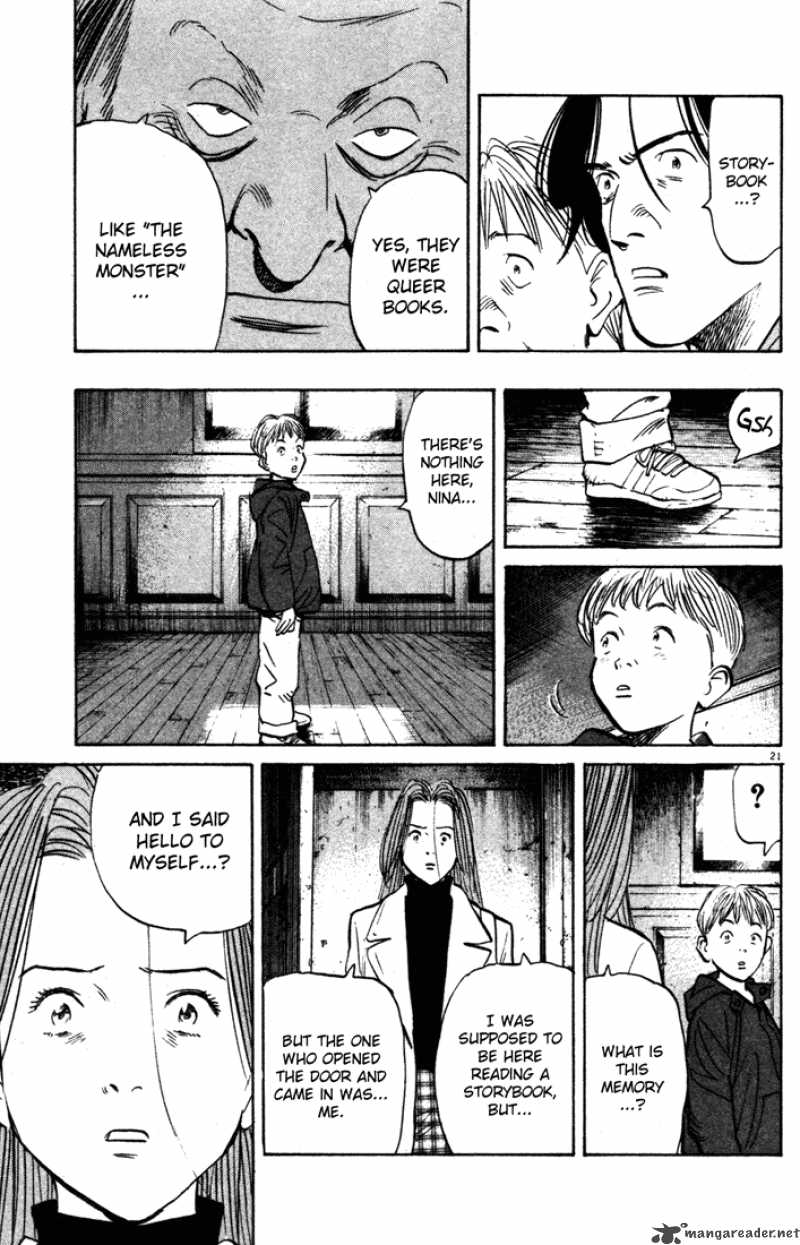 STORY-
BOOK
...?
YES, THEY
WERE
QUEER
BOOKS.
LIKE "THE
NAMELESS
MONSTER"
...
GSh
THERE'S
NOTHING
HERE,
NINA...
21
?
WHAT IS
THIS
MEMORY
...?
I WAS
SUPPOSED TO
BE HERE
READING A
STORYBOOK,
BUT...
BUT THE ONE
WHO OPENED
THE DOOR AND
CAME IN WAS...
ME.
AND I SAID
HELLO TO
MYSELF...?
mangareader.net